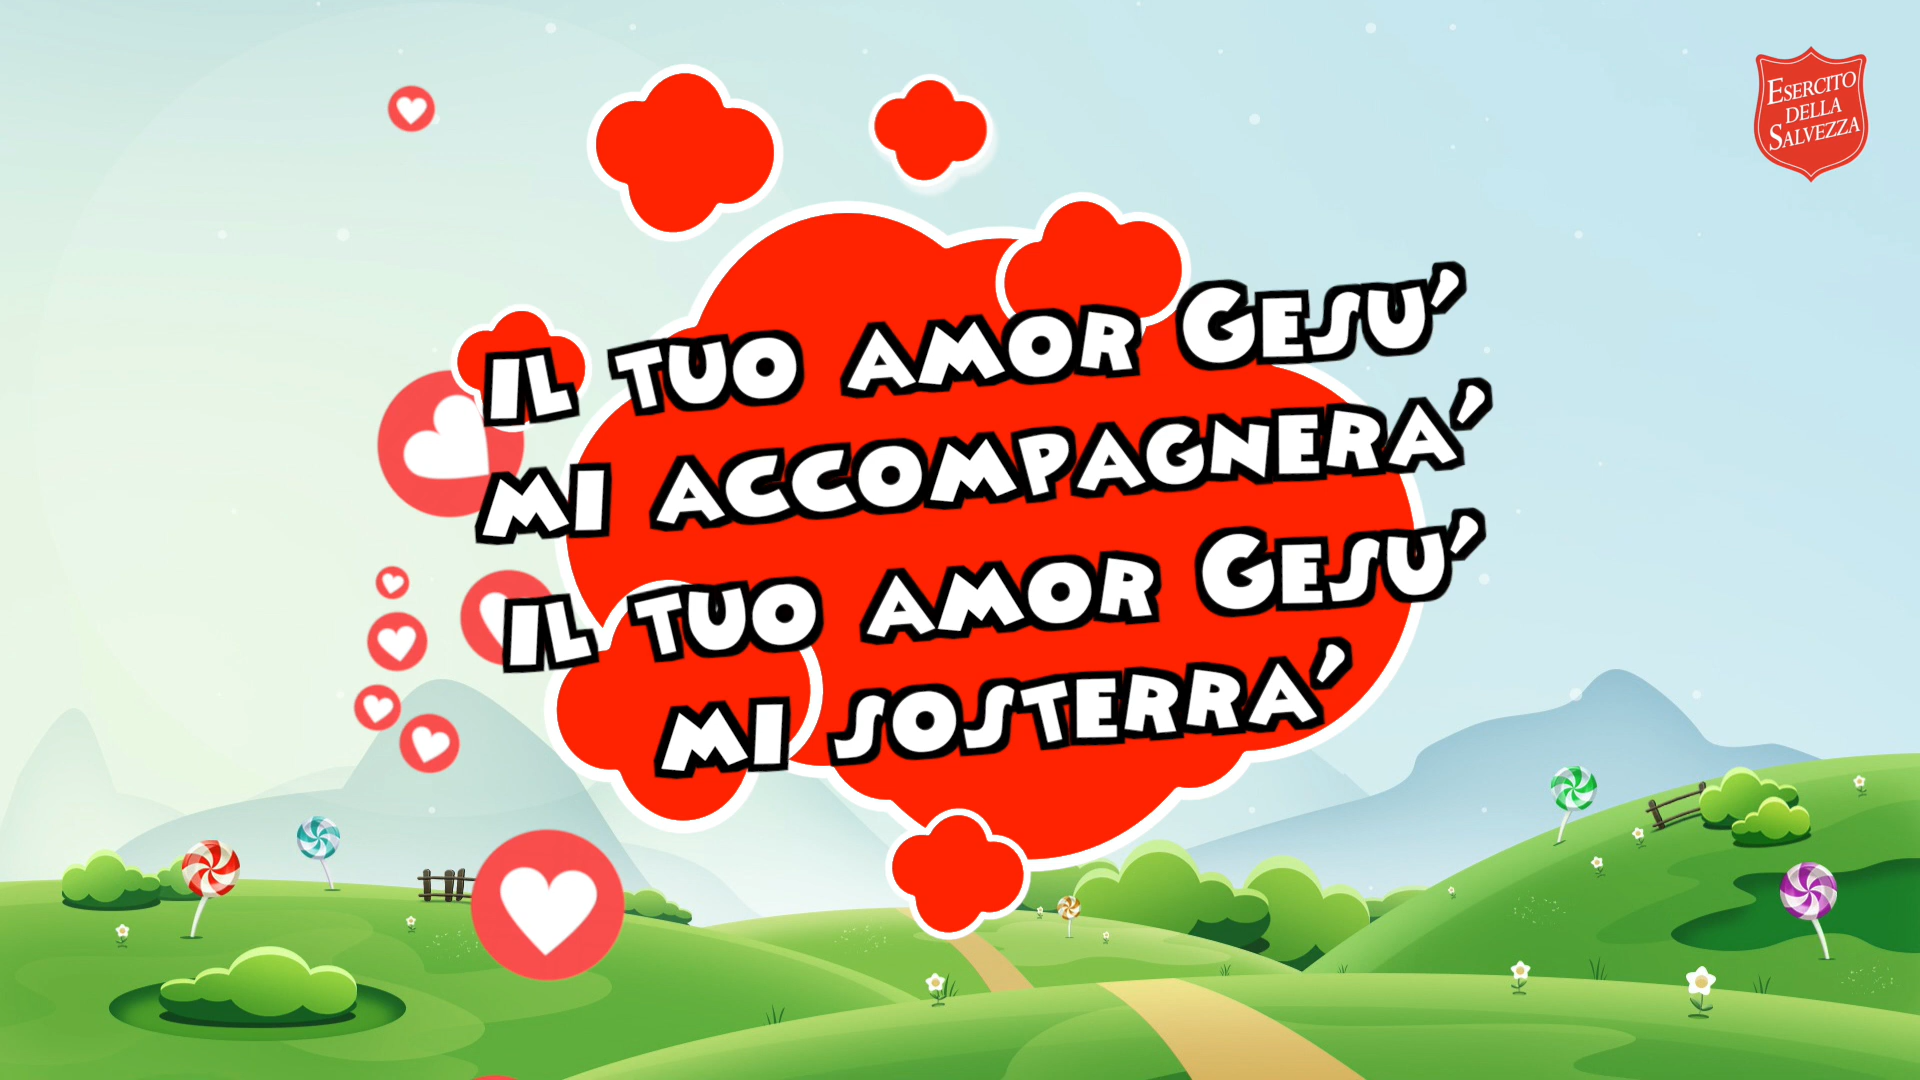 Esercito
della
Salvezza
il tuo amor Gesu'
mi accompagnera'
il tuo amor Gesu'
mi sosterra'